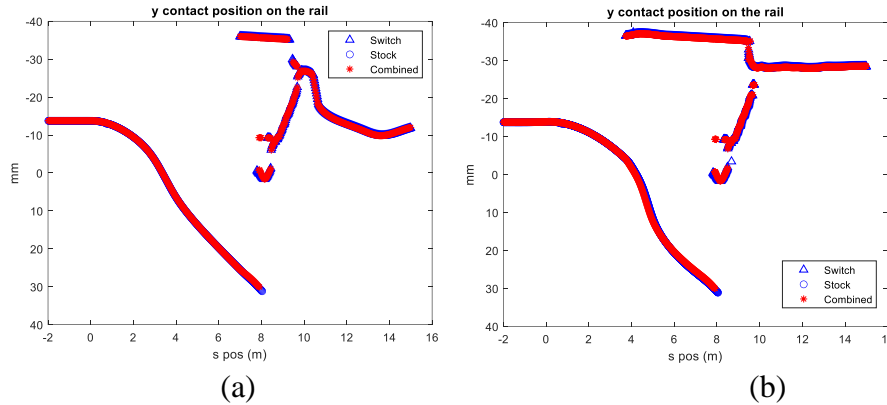 y contact position on the rail
-40
-30
-20
-10
0
10
20
30
40
mm
Switch
Stock
Combined
-2 0 2 4 6 8 10 12 14 16
s pos (m)
(a)
y contact position on the rail
-40
-30
-20
-10
0
10
20
30
40
mm
Switch
Stock
Combined
-2 0 2 4 6 8 10 12 14 16
s pos (m)
(b)